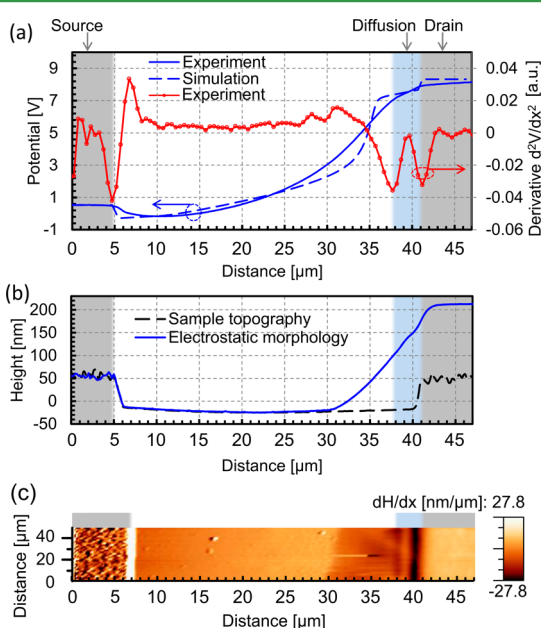 Source Diffusion Drain
(a)
Experiment
Simulation
Experiment
Potential [V]
9
7
5
3
1
-1
0.04
0.02
0
-0.02
-0.04
-0.06
Derivative d²V/dx² [a.u.]
0 5 10 15 20 25 30 35 40 45
Distance [μm]
(b)
Sample topography
Electrostatic morphology
Height [nm]
200
150
100
50
0
-50
0 5 10 15 20 25 30 35 40 45
Distance [μm]
(c)
dH/dx [nm/μm]: 27.8
-27.8
Distance [μm]
40
20
0
0 5 10 15 20 25 30 35 40 45
Distance [μm]